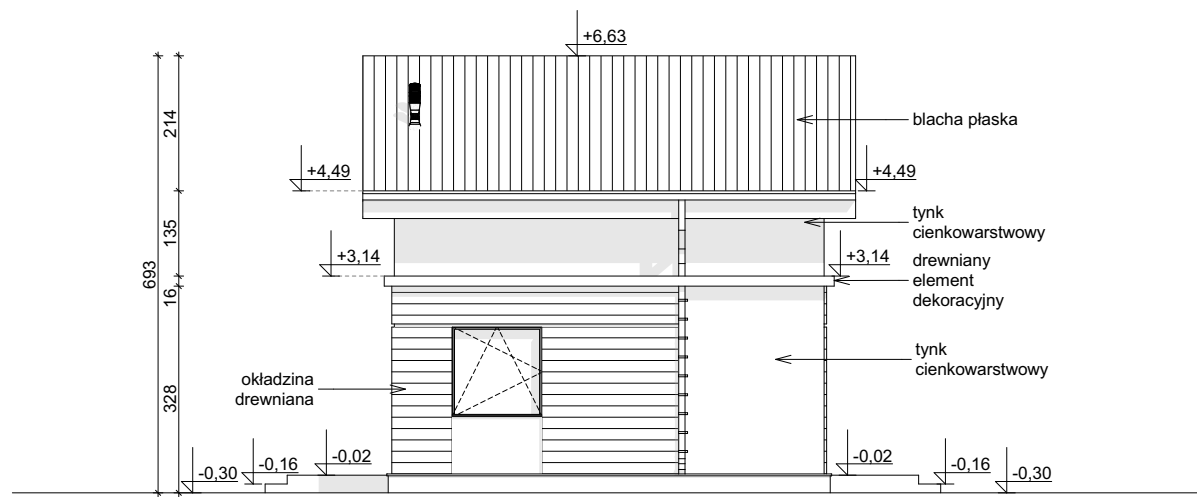 +6,63
blacha płaska
214
+4,49
+4,49
tynk
cienkowarstwowy
135
693
+3,14
+3,14
drewniany
element
dekoracyjny
16
tynk
cienkowarstwowy
okładzina
drewniana
328
-0,30
-0,16
-0,02
-0,02
-0,16
-0,30